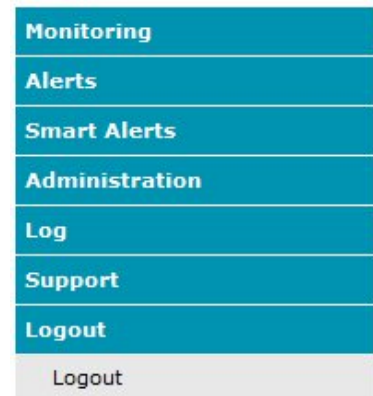 Monitoring
Alerts
Smart Alerts
Administration
Log
Support
Logout
Logout